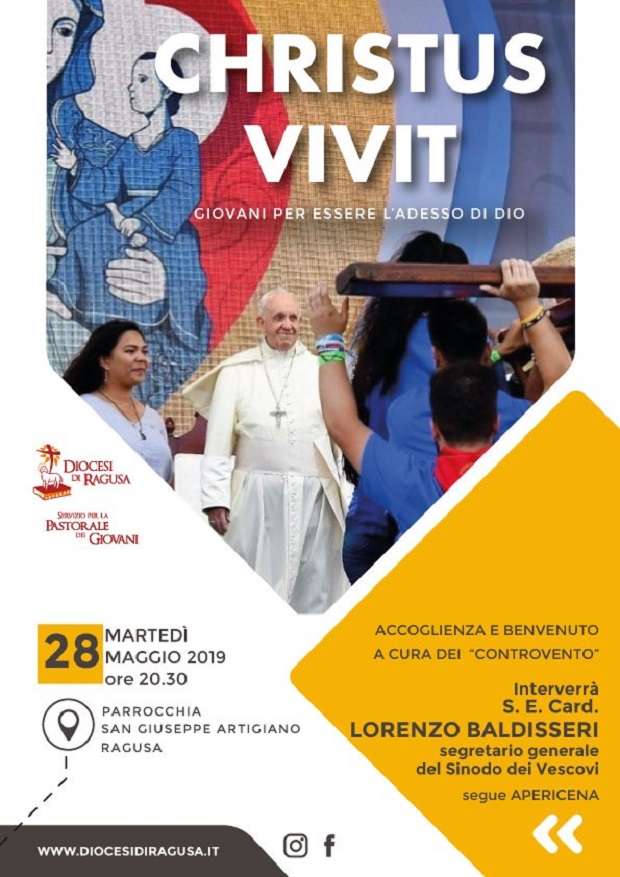 CHRISTUS
VIVIT
GIOVANI PER ESSERE L'ADESSO DI DIO
DIOCESI
DI RAGUSA
SERVIZIO PER LA
PASTORALE
DEI GIOVANI
28
MARTEDÌ
MAGGIO 2019
ore 20.30
PARROCCHIA
SAN GIUSEPPE ARTIGIANO
RAGUSA
ACCOGLIENZA E BENVENUTO
A CURA DEI "CONTROVENTO"
Interverrà
S. E. Card.
LORENZO BALDISSERI
segretario generale
del Sinodo dei Vescovi
segue APERICENA
WWW.DIOCESIDIRAGUSA.IT